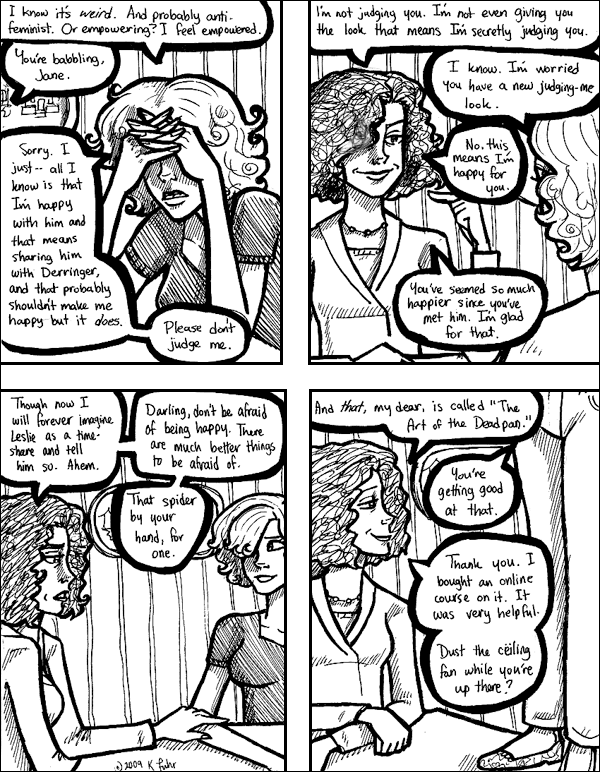 I know it's weird. And probably anti-
feminist. Or empowering? I feel empowered.
You're babbling,
Jane.
Sorry. I
just-- all I
know is that
I'm happy
with him and
that means
sharing him
with Derringer,
and that probably
shouldn't make me
happy but it does.
Please don't
judge me.
I'm not judging you. I'm not even giving you
the look that means I'm secretly judging you.
I know. I'm worried
you have a new judging-me
look.
No, this
means I'm
happy for
you.
You've seemed so much
happier since you've
met him. I'm glad
for that.
Though now I
will forever imagine
Leslie as a time-
share and tell
him so. Ahem.
Darling, don't be afraid
of being happy. There
are much better things
to be afraid of.
That spider
by your
hand, for
one.
©2009 K Fuhr
And that, my dear, is called "The
Art of the Deadpan."
You're
getting good
at that.
Thank you. I
bought an online
course on it. It
was very helpful.
Dust the ceiling
fan while you're
up there?